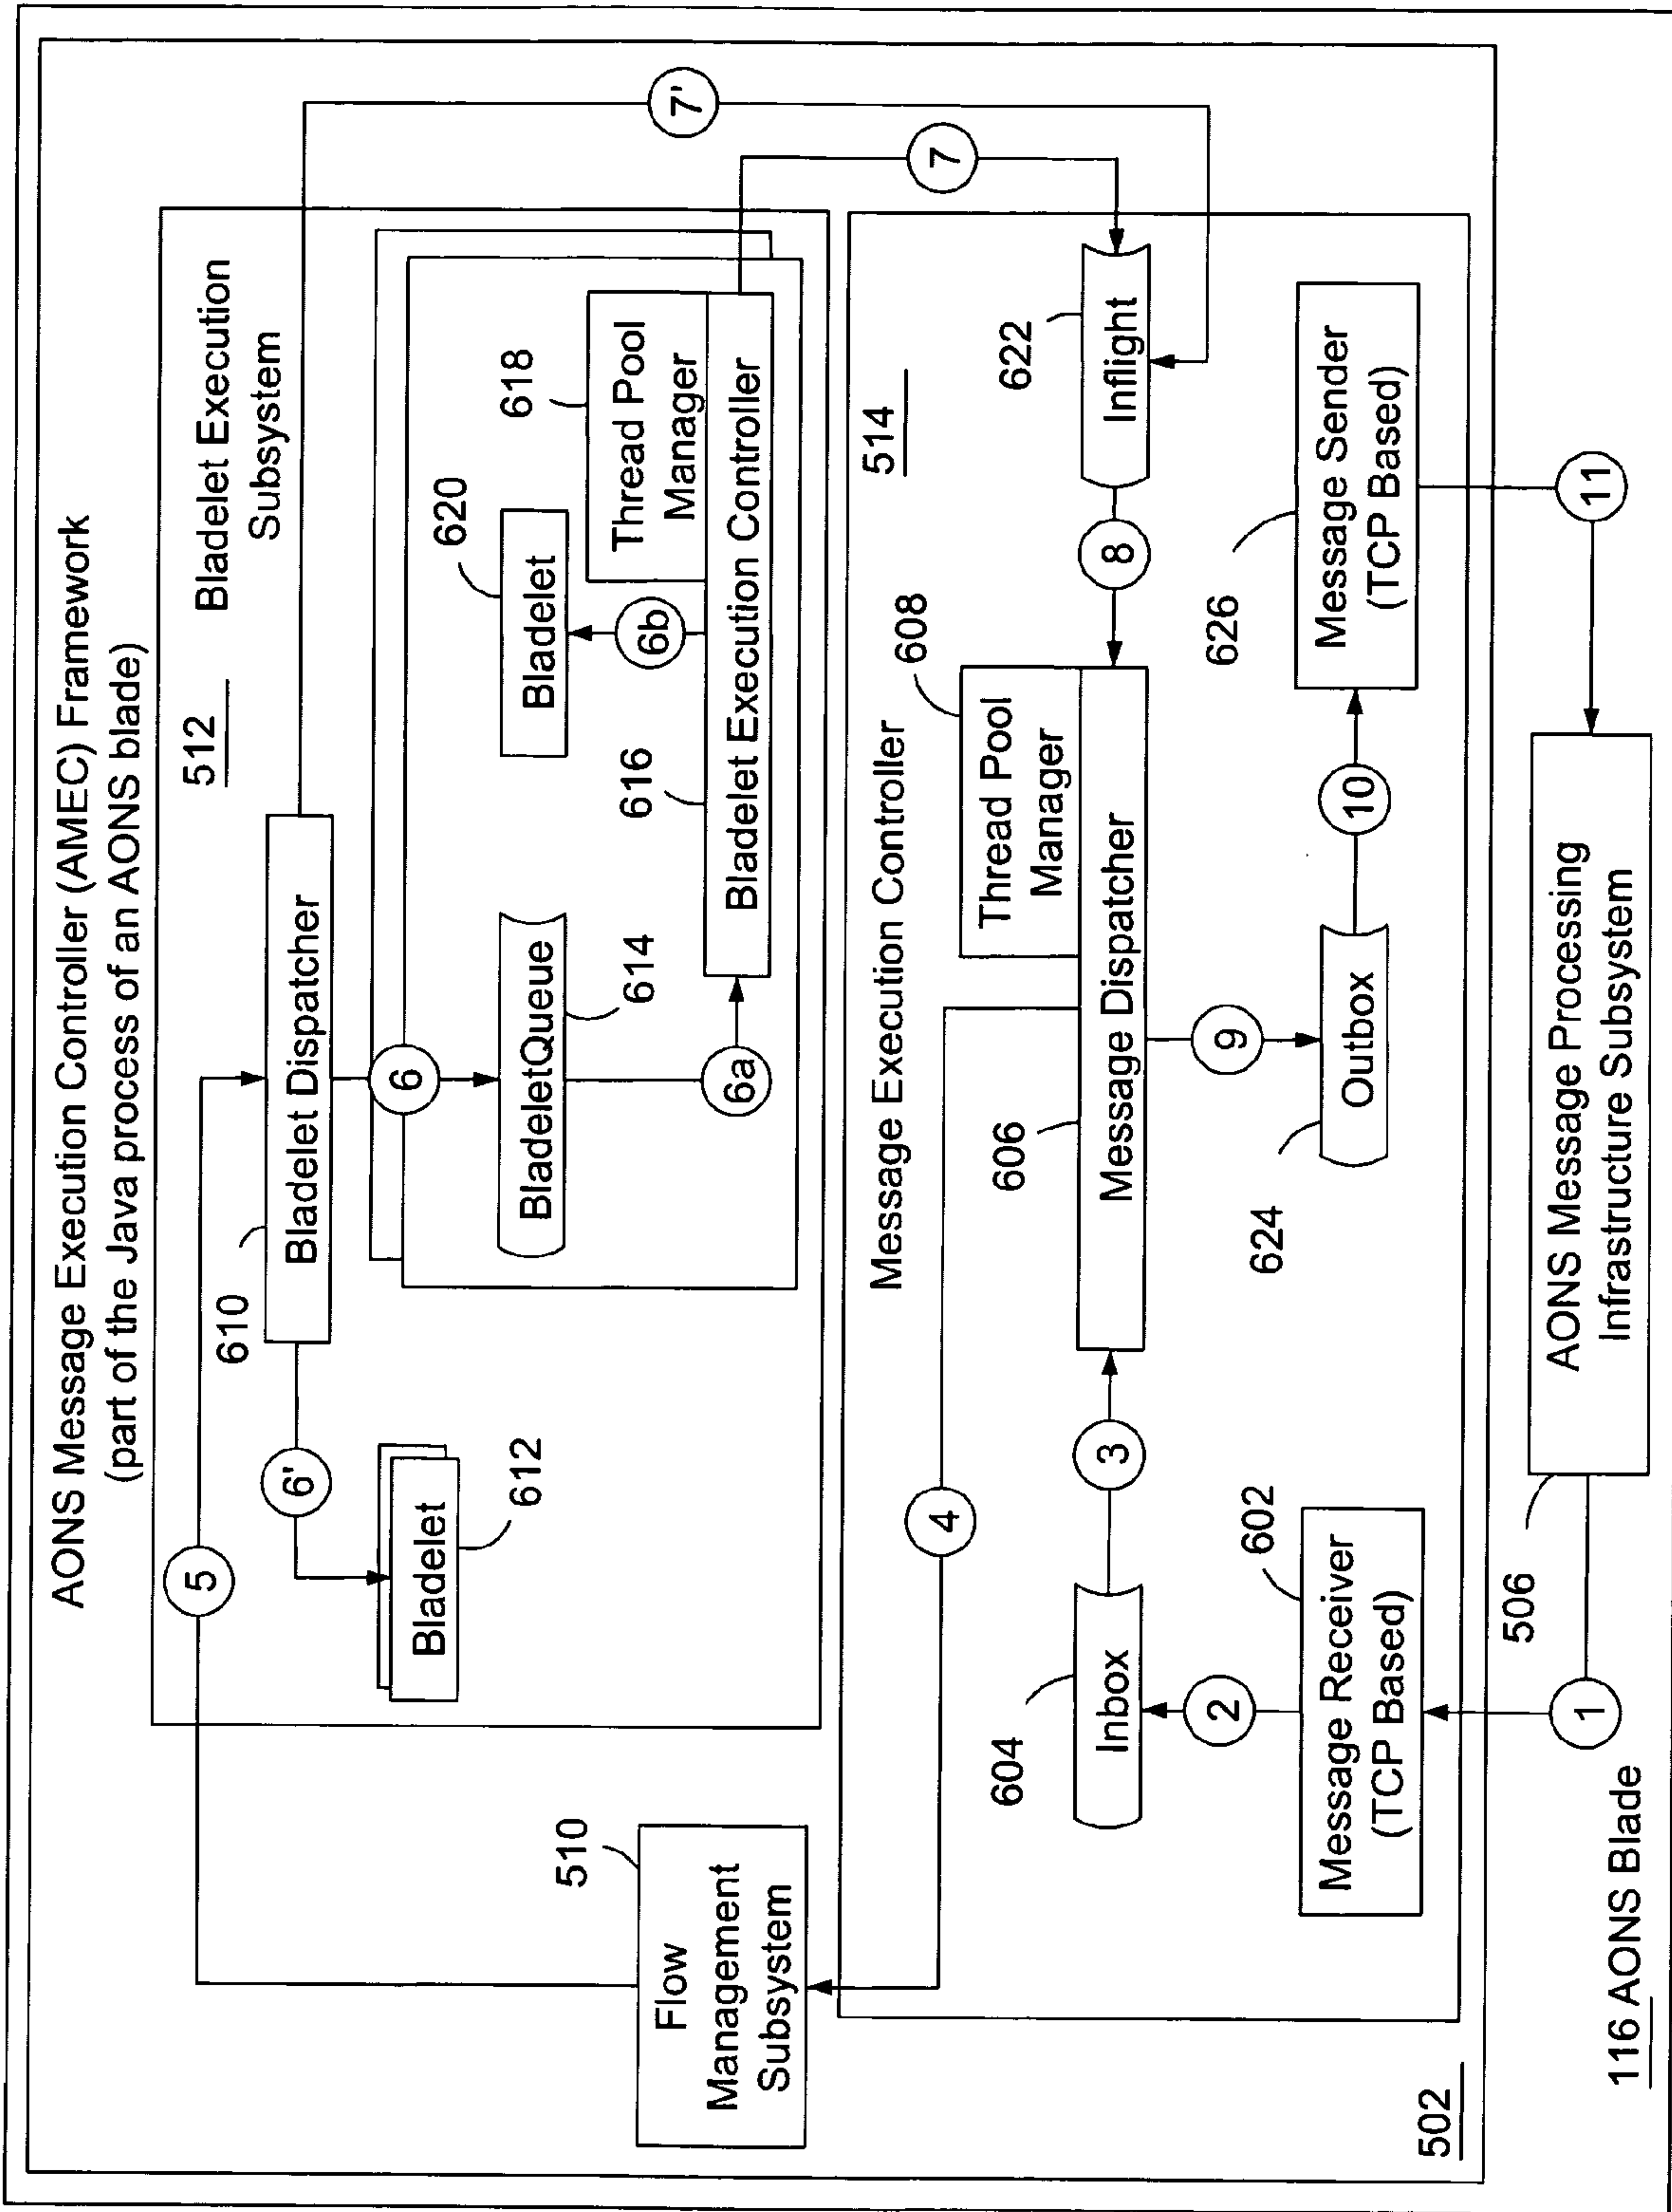 AONS Message Execution Controller (AMEC) Framework
(part of the Java process of an AONS blade)
512
Bladelet Execution
Subsystem
5
610
Bladelet Dispatcher
6'
Bladelet
612
6
BladeletQueue
614
6a
620
Bladelet
6b
618
Thread Pool
Manager
616
Bladelet Execution Controller
7'
7
510
Flow
Management
Subsystem
4
Message Execution Controller
514
608
Thread Pool
Manager
606
Message Dispatcher
622
Inflight
8
604
Inbox
3
2
9
624
Outbox
10
626
Message Sender
(TCP Based)
602
Message Receiver
(TCP Based)
502
11
1
506
AONS Message Processing
Infrastructure Subsystem
116 AONS Blade